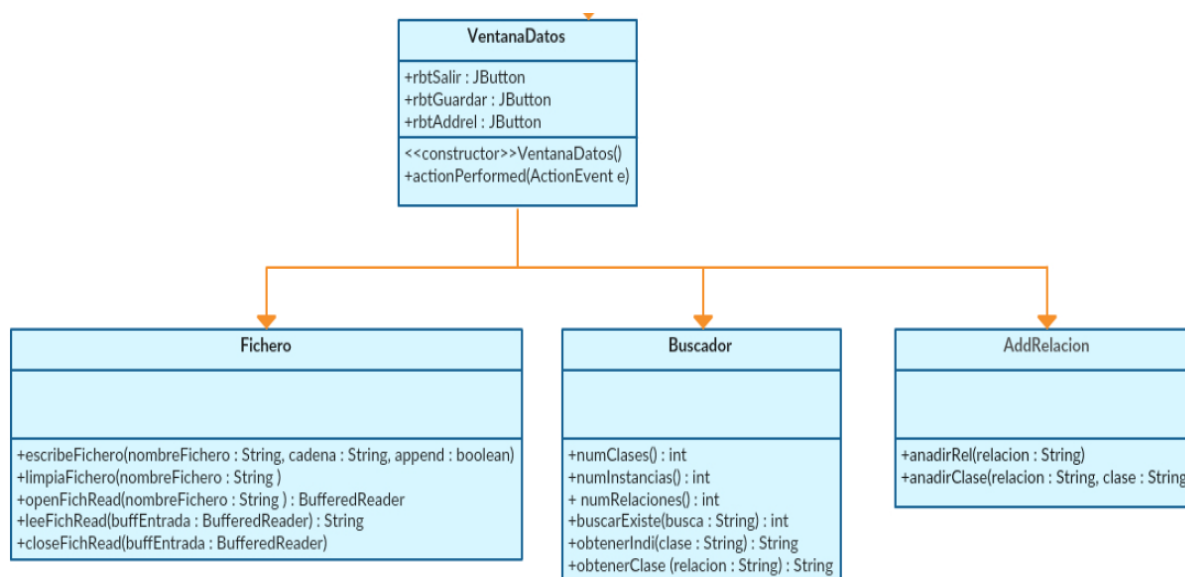 VentanaDatos
+rbtSalir : JButton
+rbtGuardar : JButton
+rbtAddrel : JButton
<<constructor>>VentanaDatos()
+actionPerformed(ActionEvent e)
Fichero
+escribeFichero(nombreFichero : String, cadena : String, append : boolean)
+limpiaFichero(nombreFichero : String )
+openFichRead(nombreFichero : String ) : BufferedReader
+leeFichRead(buffEntrada : BufferedReader) : String
+closeFichRead(buffEntrada : BufferedReader)
Buscador
+numClases() : int
+numInstancias() : int
+ numRelaciones() : int
+buscarExiste(busca : String) : int
+obtenerIndi(clase : String) : String
+obtenerClase (relacion : String) : String
AddRelacion
+anadirRel(relacion : String)
+anadirClase(relacion : String, clase : String